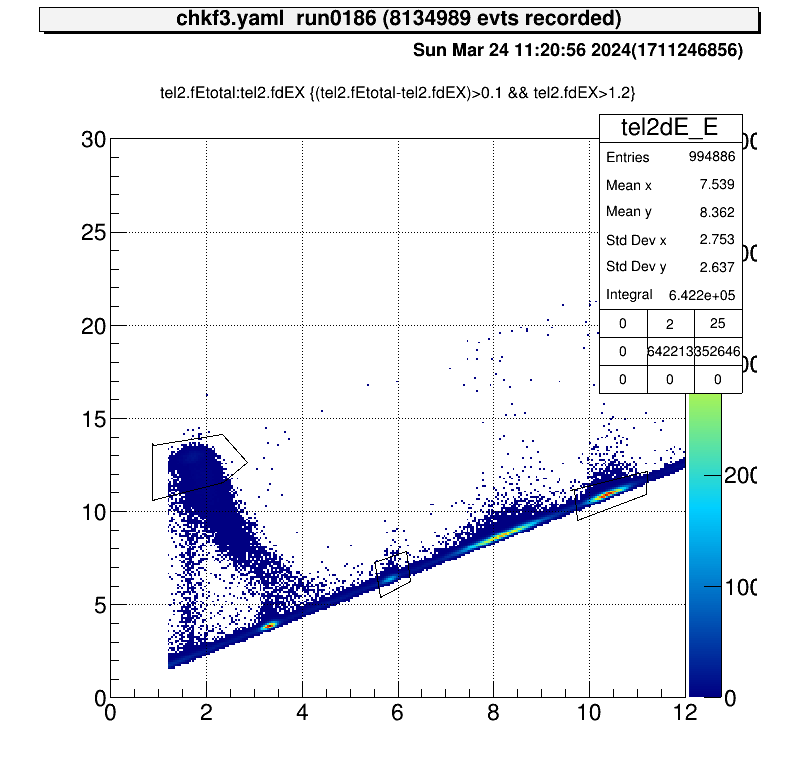 chkf3.yaml  run0186 (8134989 evts recorded)
Sun Mar 24 11:20:56 2024(1711246856)
tel2.fEtotal:tel2.fdEX {(tel2.fEtotal-tel2.fdEX)>0.1 && tel2.fdEX>1.2}
tel2dE_E
Entries 994886
Mean x 7.539
Mean y 8.362
Std Dev x 2.753
Std Dev y 2.637
Integral 6.422e+05
0 2 25
0 642213 352646
0 0 0
30
25
20
15
10
5
0
0 2 4 6 8 10 12
200
100
0